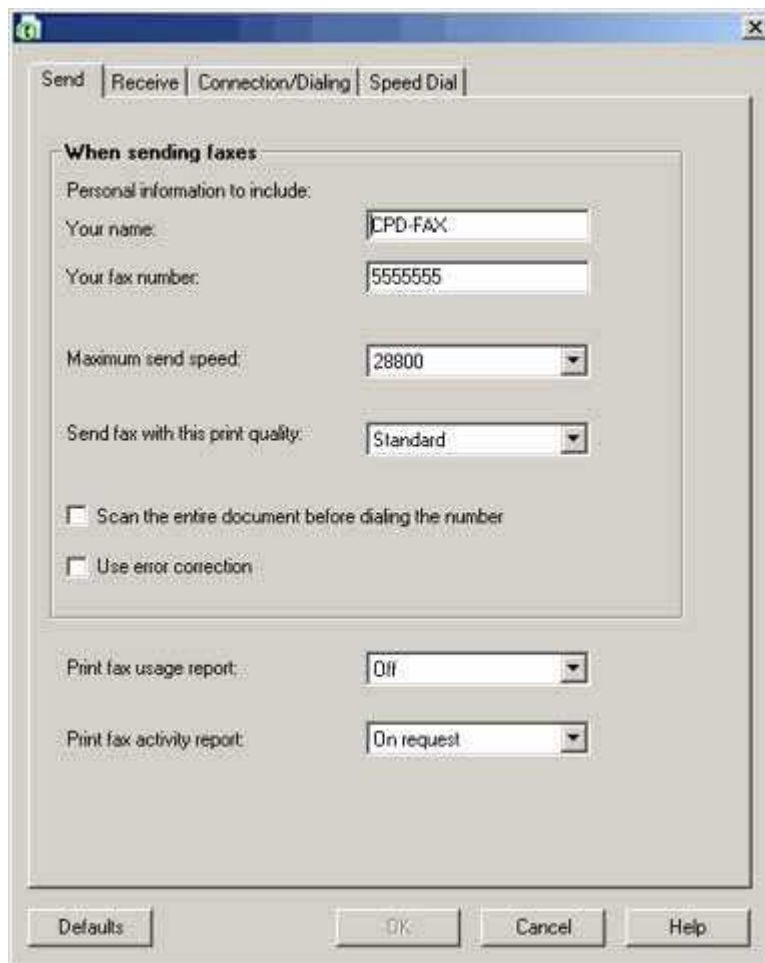 Send Receive Connection/Dialing Speed Dial
When sending faxes
Personal information to include:
Your name: CPD-FAX
Your fax number: 5555555
Maximum send speed: 28800
Send fax with this print quality: Standard
Scan the entire document before dialing the number
Use error correction
Print fax usage report: Off
Print fax activity report: On request
Defaults OK Cancel Help